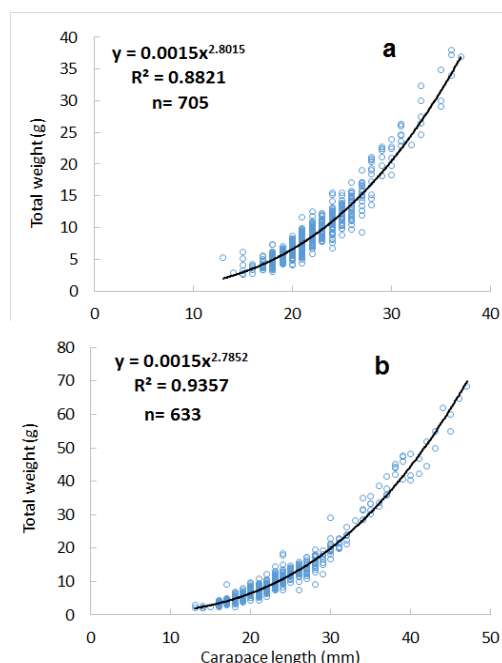 40
35
30
25
20
15
10
5
0
Total weight (g)
y = 0.0015x^2.8015
R² = 0.8821
n= 705
a
0 10 20 30 40
80
70
60
50
40
30
20
10
0
Total weight (g)
y = 0.0015x^2.7852
R² = 0.9357
n= 633
b
0 10 20 30 40 50
Carapace length (mm)